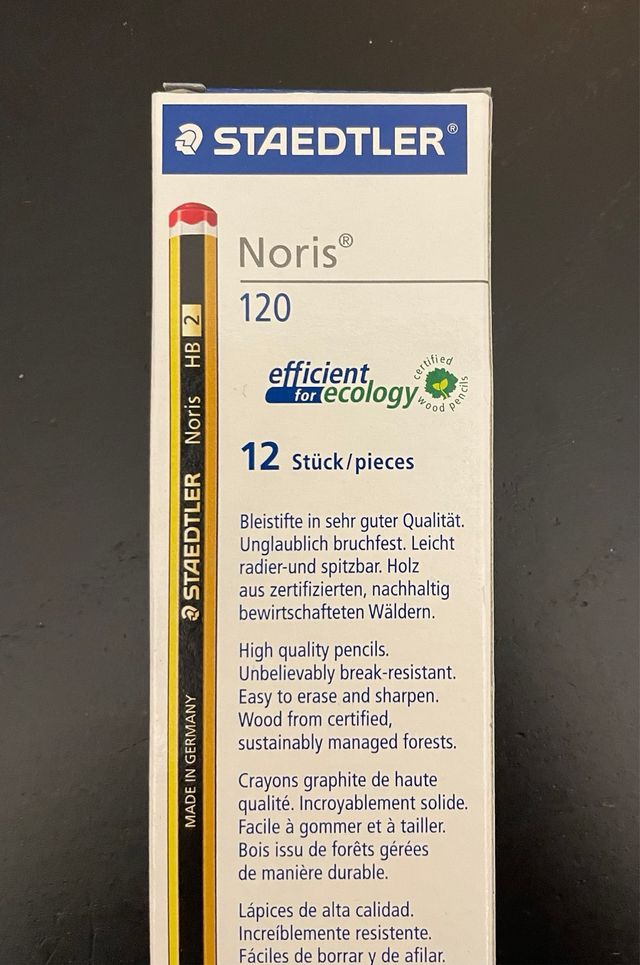 STAEDTLER®
Noris®
120
efficient
for ecology
certified
wood pencils
12 Stück/pieces
Bleistifte in sehr guter Qualität.
Unglaublich bruchfest. Leicht
radier-und spitzbar. Holz
aus zertifizierten, nachhaltig
bewirtschafteten Wäldern.
High quality pencils.
Unbelievably break-resistant.
Easy to erase and sharpen.
Wood from certified,
sustainably managed forests.
Crayons graphite de haute
qualité. Incroyablement solide.
Facile à gommer et à tailler.
Bois issu de forêts gérées
de manière durable.
Lápices de alta calidad.
Increíblemente resistente.
Fáciles de borrar y de afilar.
MADE IN GERMANY STAEDTLER Noris HB 2